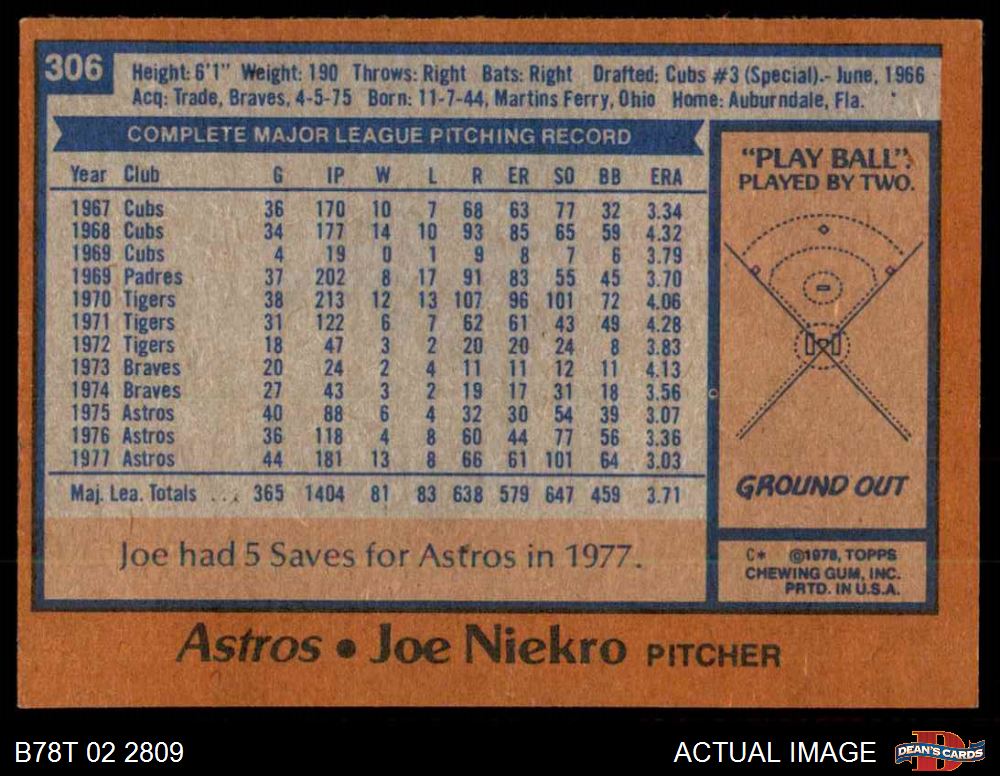 306
Height: 6'1" Weight: 190 Throws: Right Bats: Right Drafted: Cubs #3 (Special).- June, 1966
Acq: Trade, Braves, 4-5-75 Born: 11-7-44, Martins Ferry, Ohio Home: Auburndale, Fla.
COMPLETE MAJOR LEAGUE PITCHING RECORD
Year Club G IP W L R ER SO BB ERA
1967 Cubs 36 170 10 7 68 63 77 32 3.34
1968 Cubs 34 177 14 10 93 85 65 59 4.32
1969 Cubs 4 19 0 1 9 8 7 6 3.79
1969 Padres 37 202 8 17 91 83 55 45 3.70
1970 Tigers 38 213 12 13 107 96 101 72 4.06
1971 Tigers 31 122 6 7 62 61 43 49 4.28
1972 Tigers 18 47 3 2 20 20 24 8 3.83
1973 Braves 20 24 2 4 11 11 12 11 4.13
1974 Braves 27 43 3 2 19 17 31 18 3.56
1975 Astros 40 88 6 4 32 30 54 39 3.07
1976 Astros 36 118 4 8 60 44 77 56 3.36
1977 Astros 44 181 13 8 66 61 101 64 3.03
Maj. Lea. Totals ... 365 1404 81 83 638 579 647 459 3.71
Joe had 5 Saves for Astros in 1977.
"PLAY BALL":
PLAYED BY TWO.
GROUND OUT
C* ©1978, TOPPS
CHEWING GUM, INC.
PRTD. IN U.S.A.
Astros • Joe Niekro PITCHER
B78T 02 2809
ACTUAL IMAGE
DEAN'S CARDS